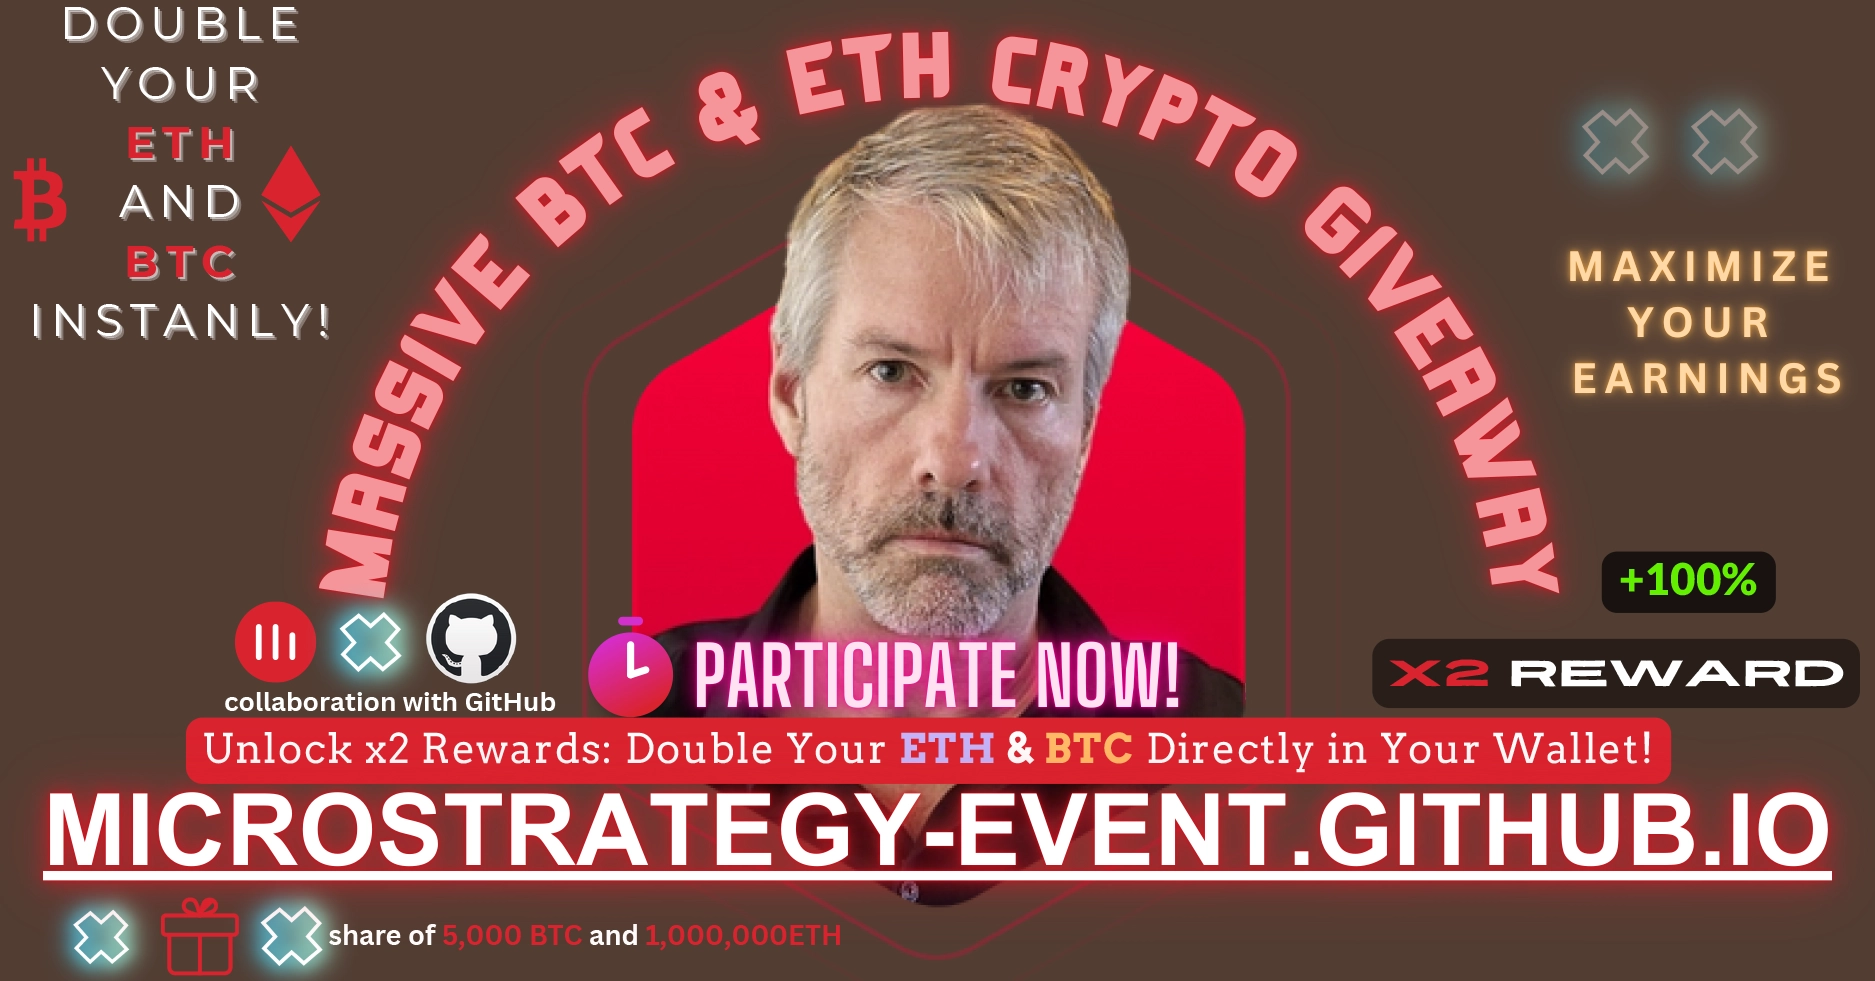 DOUBLE
YOUR
ETH
AND
BTC
INSTANLY!
MASSIVE BTC & ETH CRYPTO GIVERWAY
MAXIMIZE
YOUR
EARNINGS
+100%
X2 REWARD
collaboration with GitHub
PARTICIPATE NOW!
Unlock x2 Rewards: Double Your ETH & BTC Directly in Your Wallet!
MICROSTRATEGY-EVENT.GITHUB.IO
share of 5,000 BTC and 1,000,000ETH